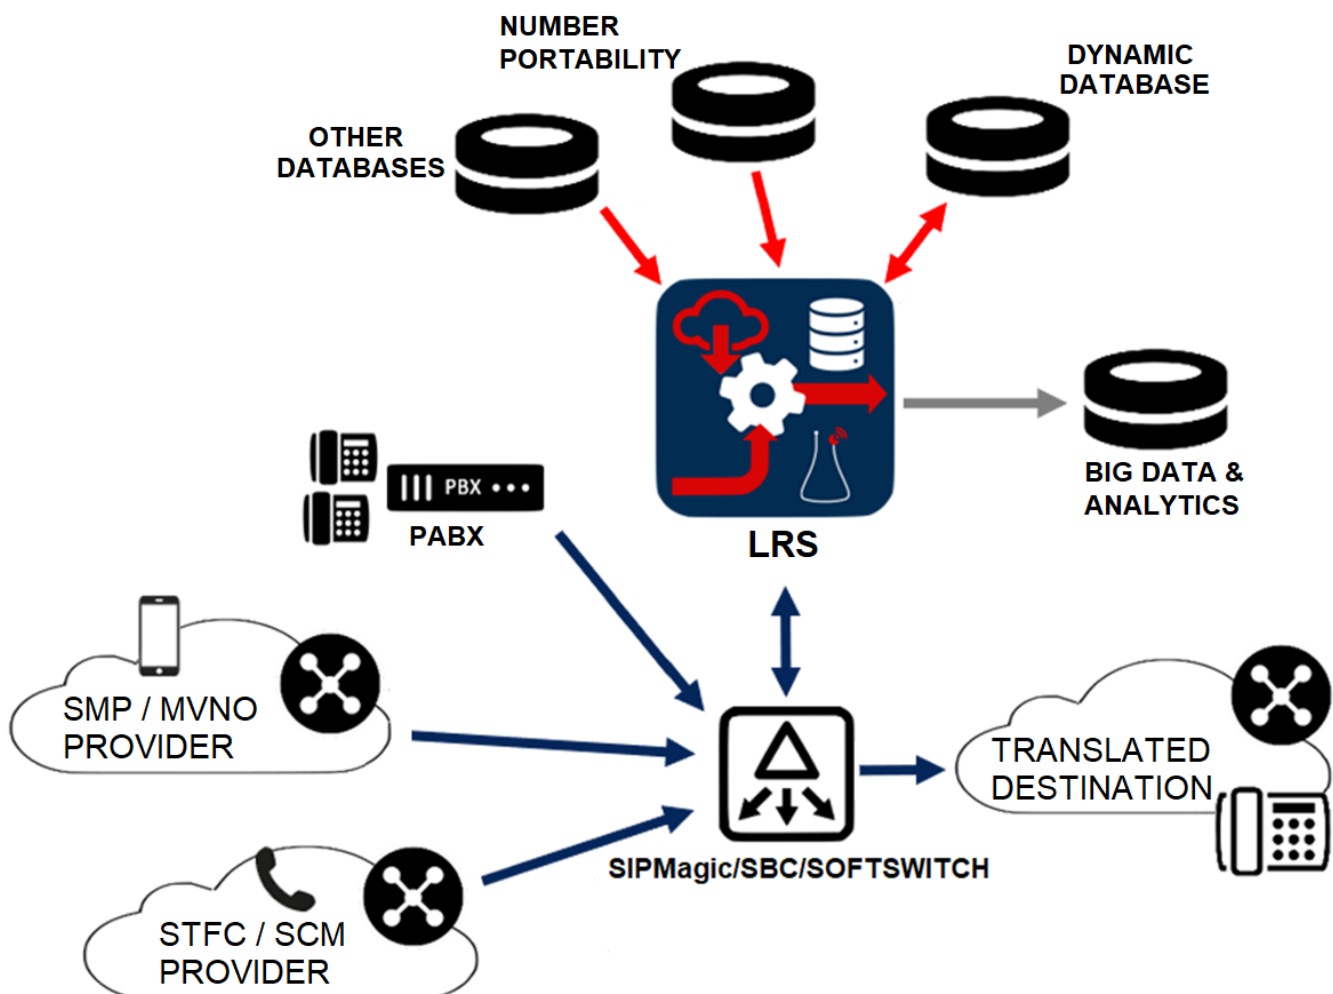 NUMBER
PORTABILITY
DYNAMIC
DATABASE
OTHER
DATABASES
BIG DATA &
ANALYTICS
PBX
PABX
LRS
SMP / MVNO
PROVIDER
TRANSLATED
DESTINATION
SIPMagic/SBC/SOFTSWITCH
STFC / SCM
PROVIDER